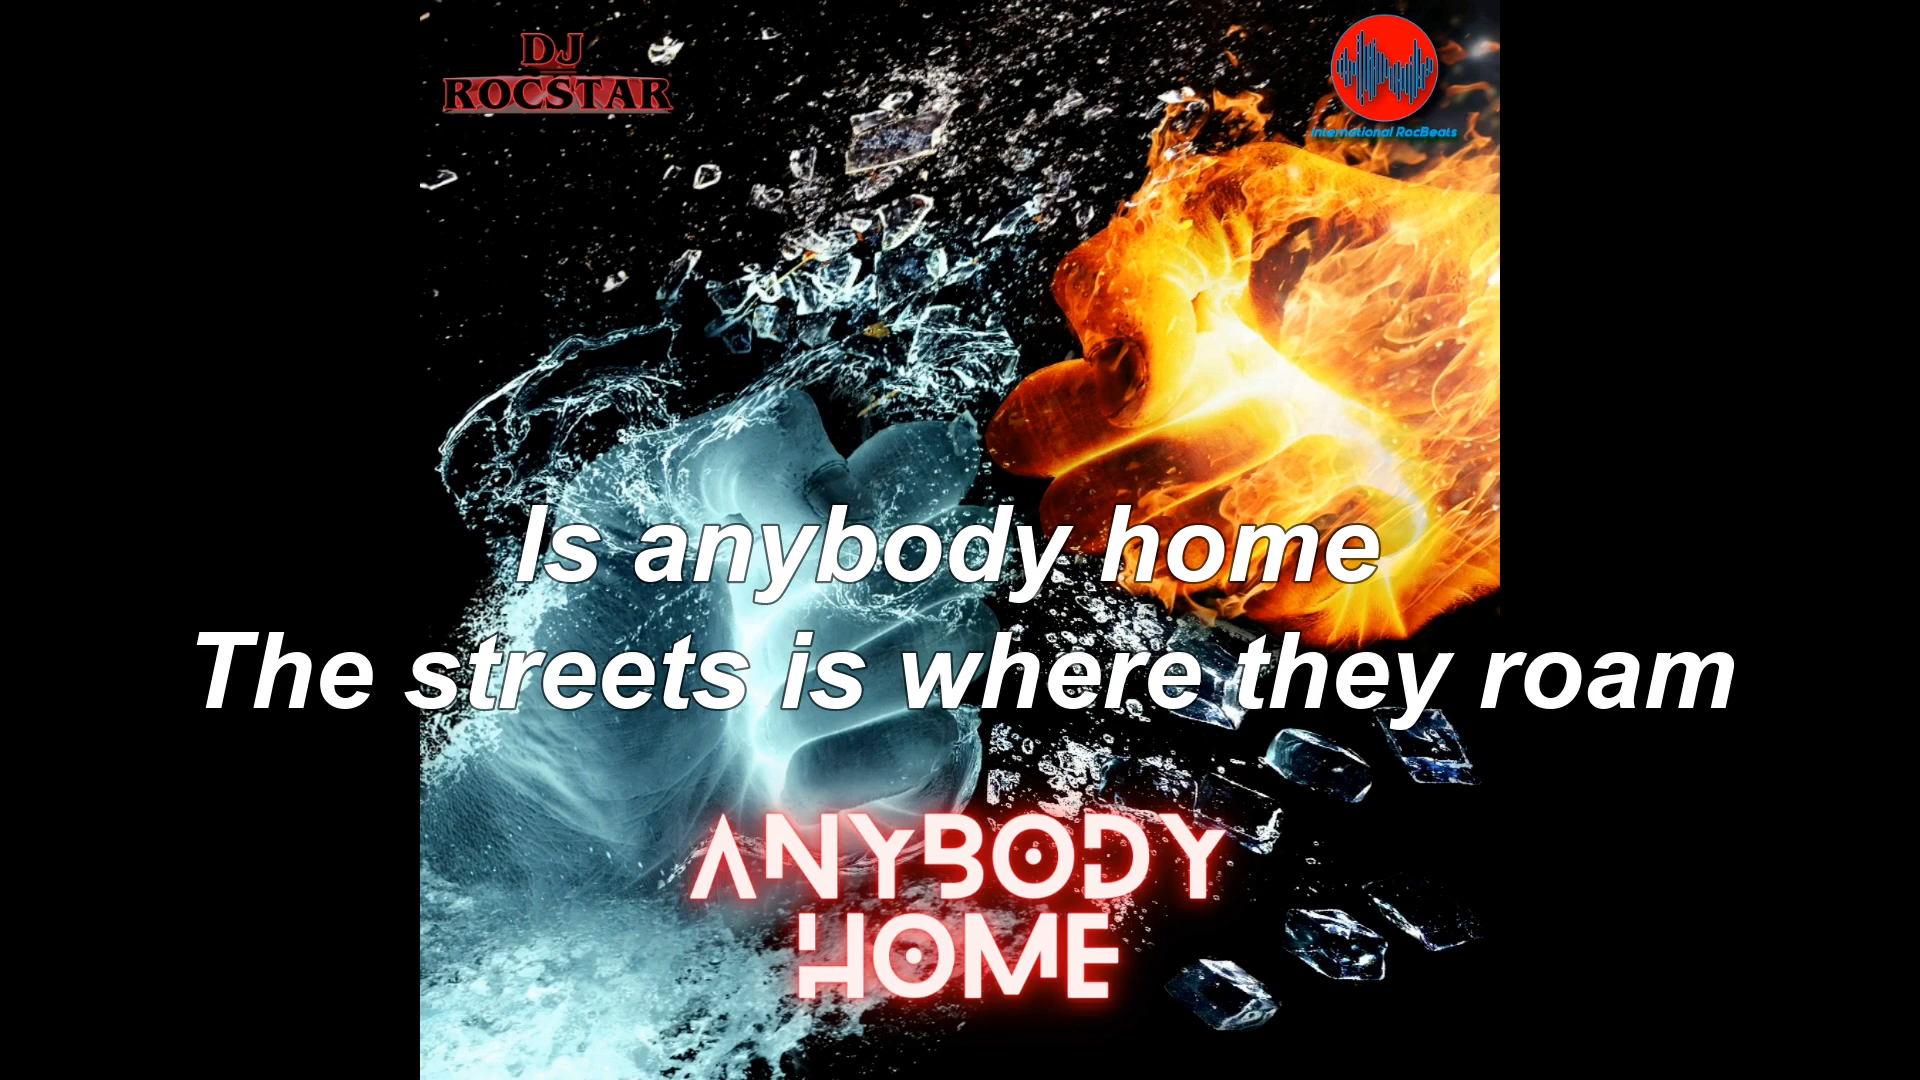 DJ
ROCSTAR
International RocBeats
Is anybody home
The streets is where they roam
ANYBODY
HOME